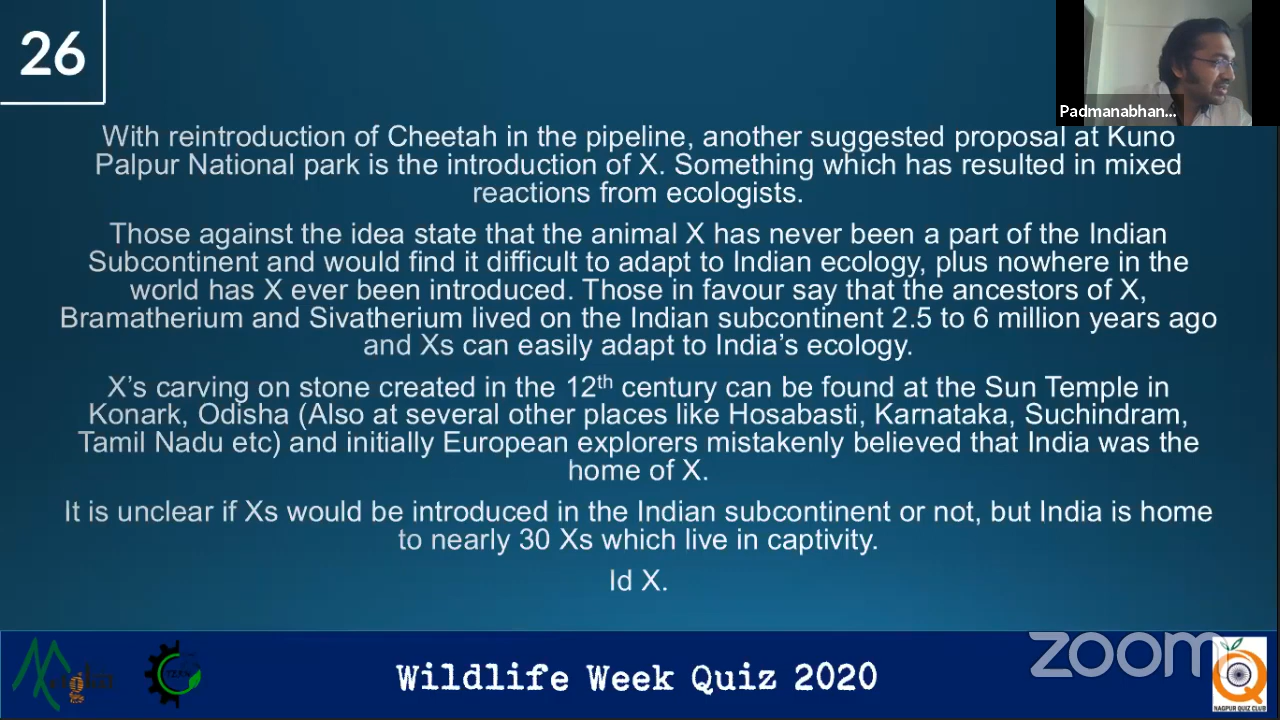 26
Padmanabhan...
With reintroduction of Cheetah in the pipeline, another suggested proposal at Kuno
Palpur National park is the introduction of X. Something which has resulted in mixed
reactions from ecologists.
Those against the idea state that the animal X has never been a part of the Indian
Subcontinent and would find it difficult to adapt to Indian ecology, plus nowhere in the
world has X ever been introduced. Those in favour say that the ancestors of X,
Bramatherium and Sivatherium lived on the Indian subcontinent 2.5 to 6 million years ago
and Xs can easily adapt to India's ecology.
X's carving on stone created in the 12th century can be found at the Sun Temple in
Konark, Odisha (Also at several other places like Hosabasti, Karnataka, Suchindram,
Tamil Nadu etc) and initially European explorers mistakenly believed that India was the
home of X.
It is unclear if Xs would be introduced in the Indian subcontinent or not, but India is home
to nearly 30 Xs which live in captivity.
Id X.
Wildlife Week Quiz 2020
zoom
NAGPUR QUIZ CLUB